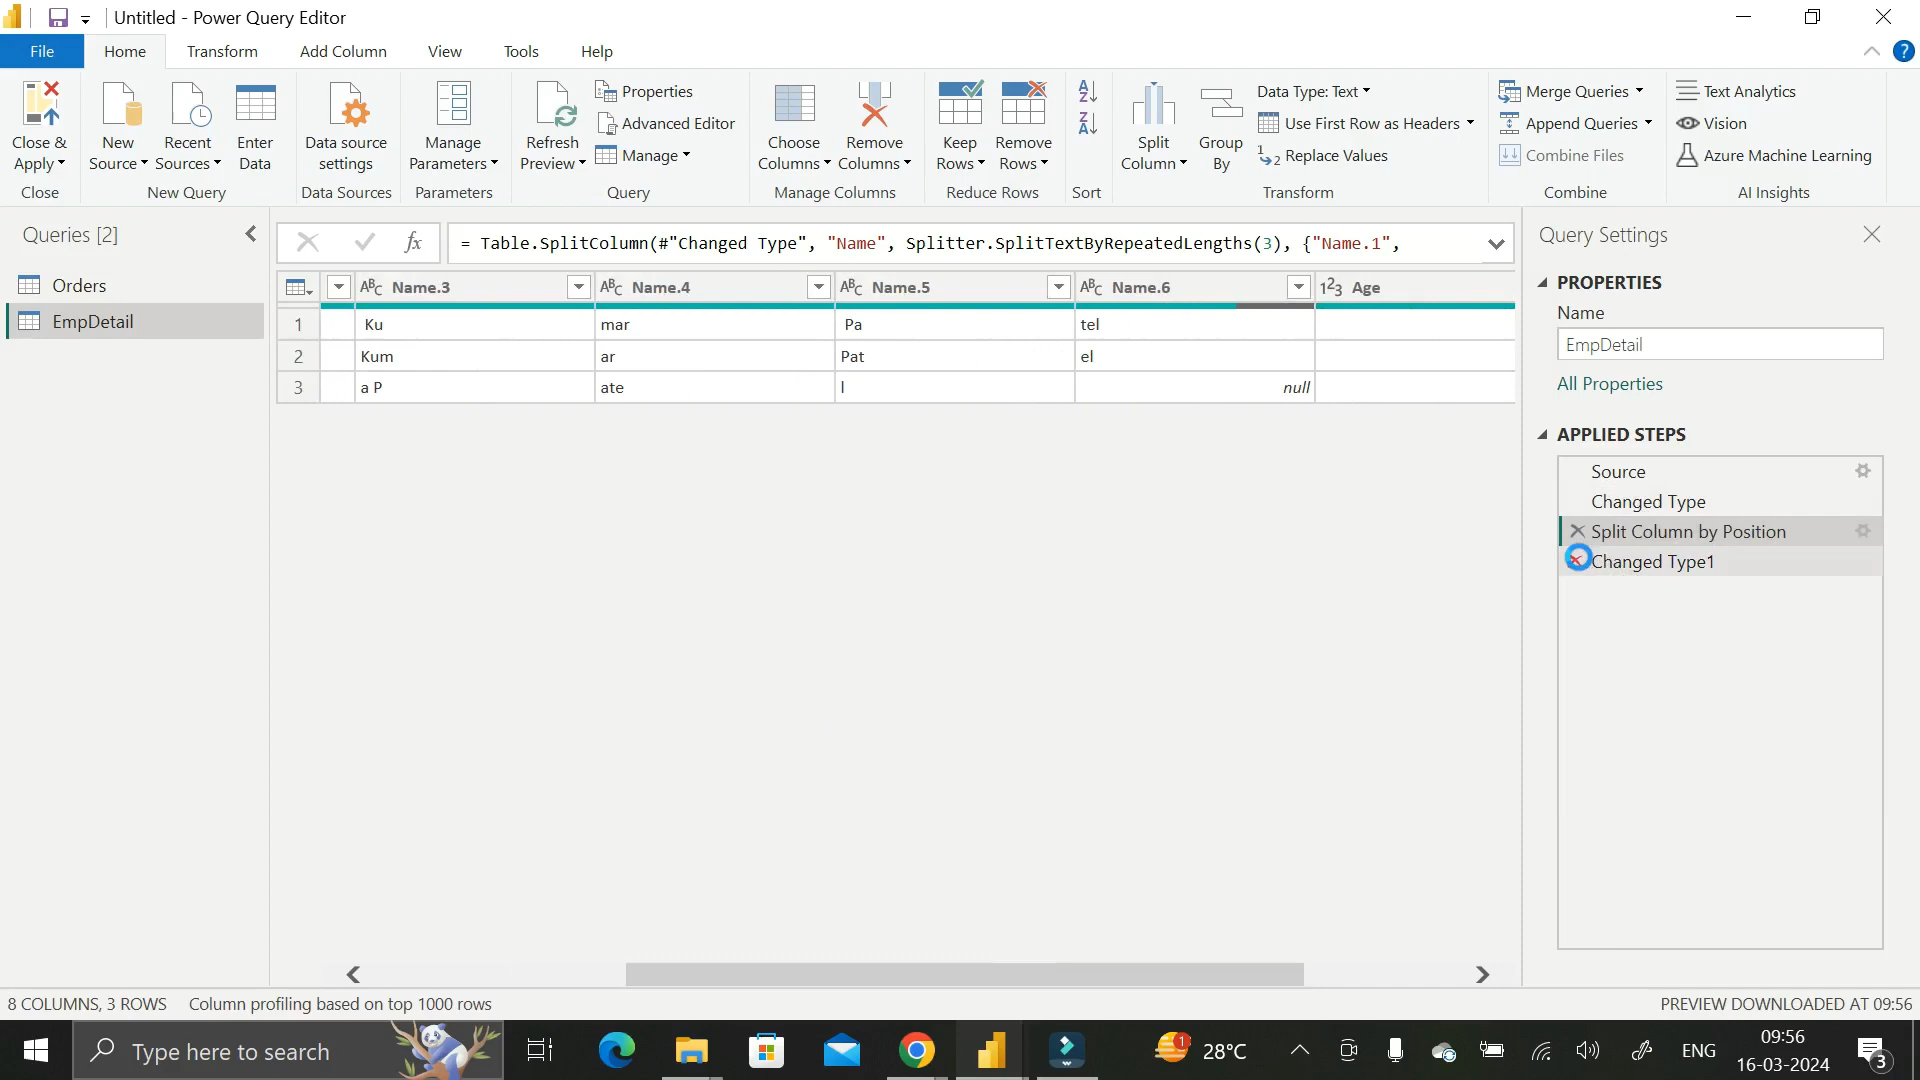 Untitled - Power Query Editor
File
Home
Transform
Add Column
View
Tools
Help
?
Close &
Apply
Close
New
Source
Recent
Sources
Enter
Data
New Query
Data source
settings
Data Sources
Manage
Parameters
Parameters
Refresh
Preview
Properties
Advanced Editor
Manage
Query
Choose
Columns
Remove
Columns
Manage Columns
Keep
Rows
Remove
Rows
Reduce Rows
Sort
Split
Column
Group
By
Data Type: Text
Use First Row as Headers
Replace Values
Transform
Merge Queries
Append Queries
Combine Files
Combine
Text Analytics
Vision
Azure Machine Learning
AI Insights
Queries [2]
Orders
EmpDetail
fx
= Table.SplitColumn(#"Changed Type", "Name", Splitter.SplitTextByRepeatedLengths(3), {"Name.1",
ABC Name.3
ABC Name.4
ABC Name.5
ABC Name.6
123 Age
1 Ku mar Pa tel
2 Kum ar Pat el
3 a P ate l null
Query Settings
PROPERTIES
Name
EmpDetail
All Properties
APPLIED STEPS
Source
Changed Type
Split Column by Position
Changed Type1
8 COLUMNS, 3 ROWS
Column profiling based on top 1000 rows
PREVIEW DOWNLOADED AT 09:56
Type here to search
1
28°C
ENG
09:56
16-03-2024
3